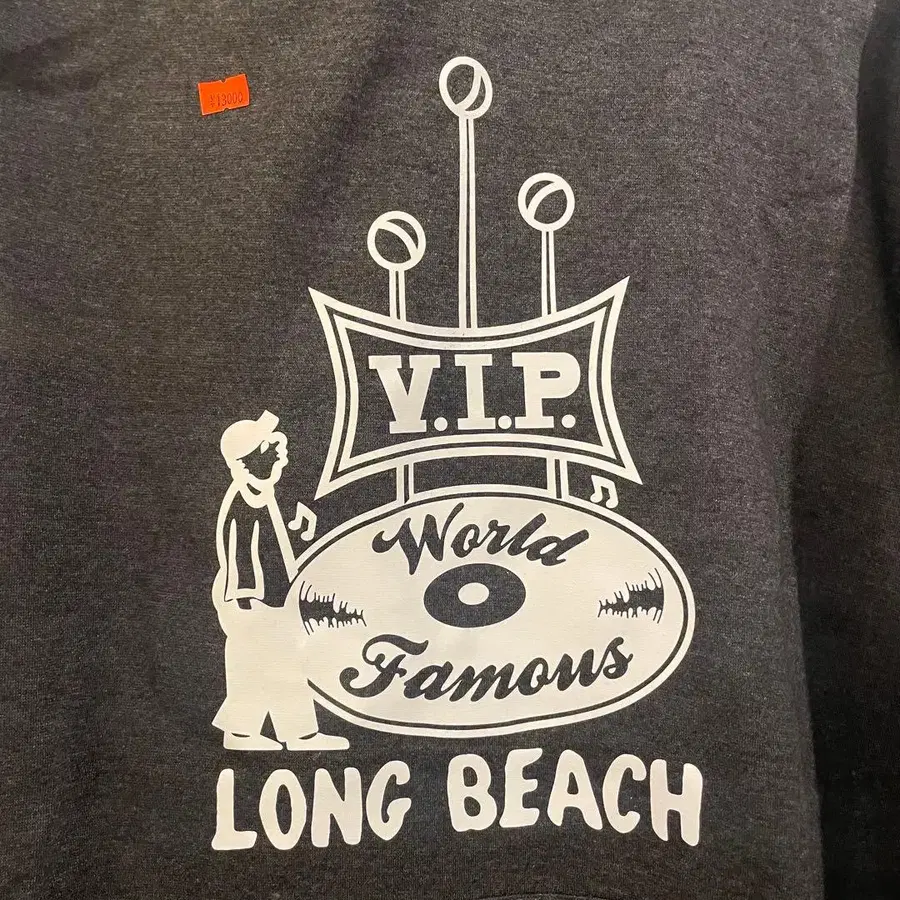 ¥13000
V.I.P.
World
Famous
LONG BEACH